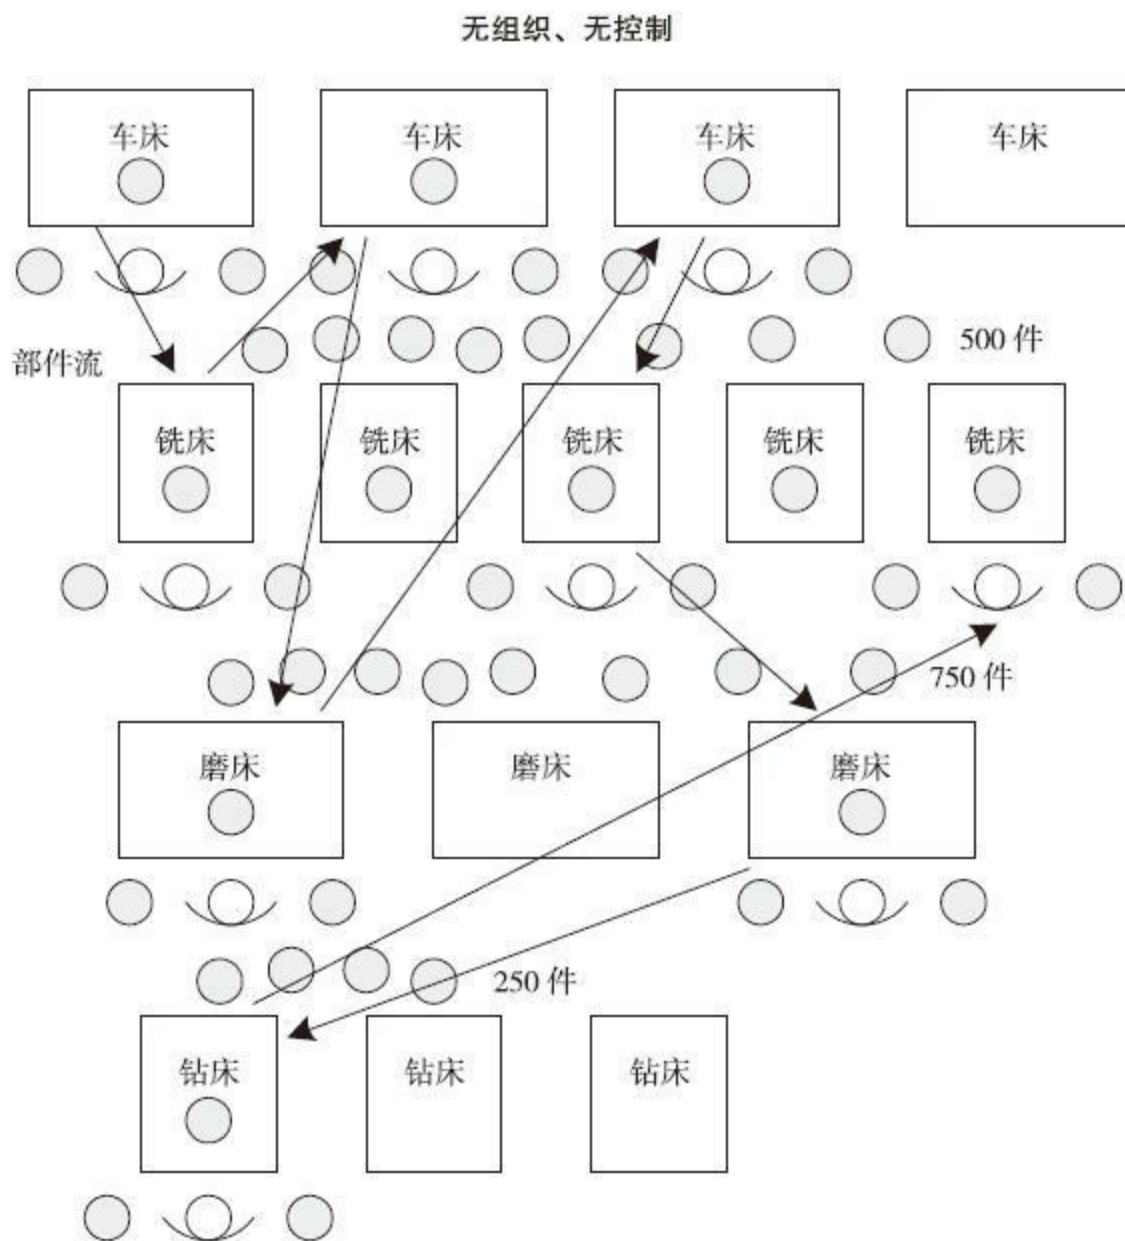 无组织、无控制
车床 车床 车床 车床
500 件
部件流
铣床 铣床 铣床 铣床 铣床
750 件
磨床 磨床 磨床
250 件
钻床 钻床 钻床